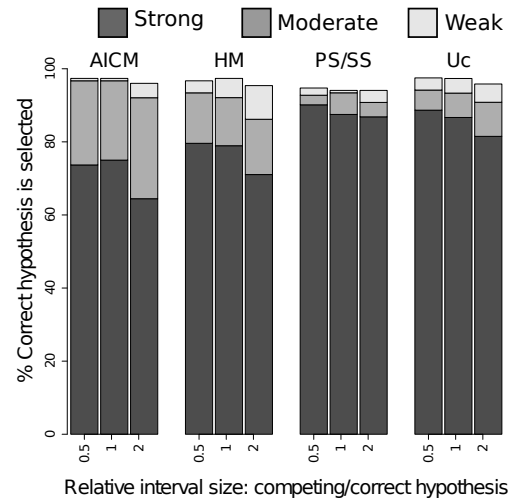 Strong Moderate Weak
AICM HM PS/SS Uc
% Correct hypothesis is selected
100
80
60
40
20
0
0.5 1 2 0.5 1 2 0.5 1 2 0.5 1 2
Relative interval size: competing/correct hypothesis